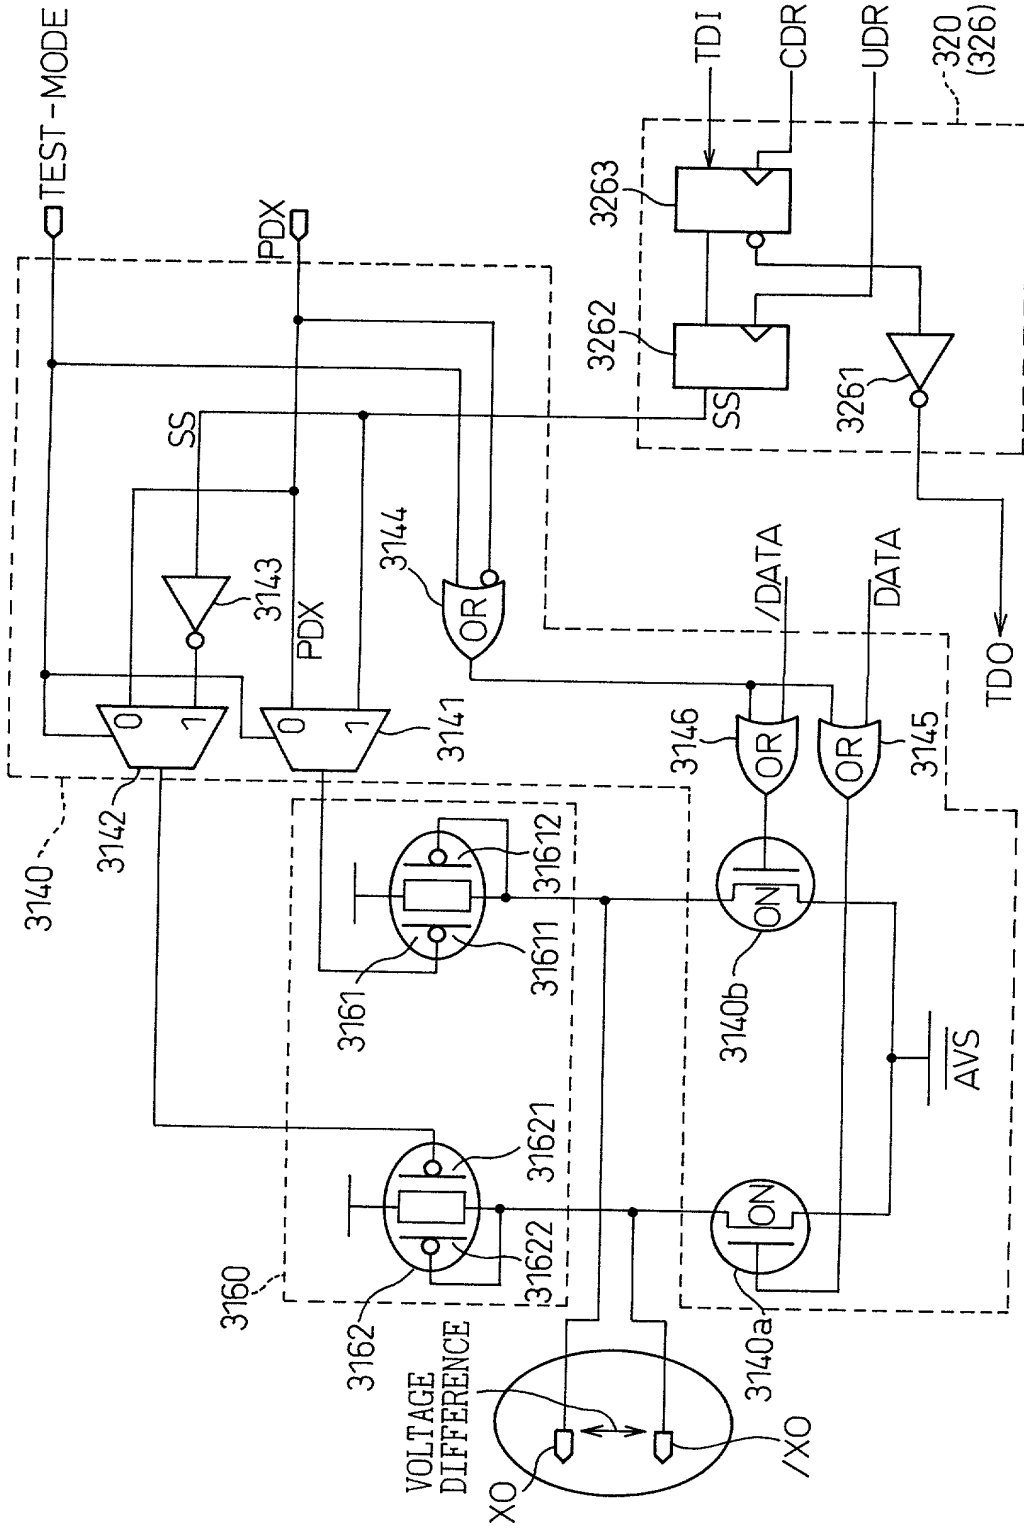 TEST-MODE
PDX
TDI
CDR
UDR
320
(326)
3263
3262
3261
SS
SS
3143
PDX
3144
OR
0
1
3142
0
1
3141
3140
/DATA
DATA
TDO
3146
OR
OR
3145
31612
31611
3161
ON
3140b
AVS
31621
31622
3162
3160
ON
3140a
VOLTAGE
DIFFERENCE
XO
/XO